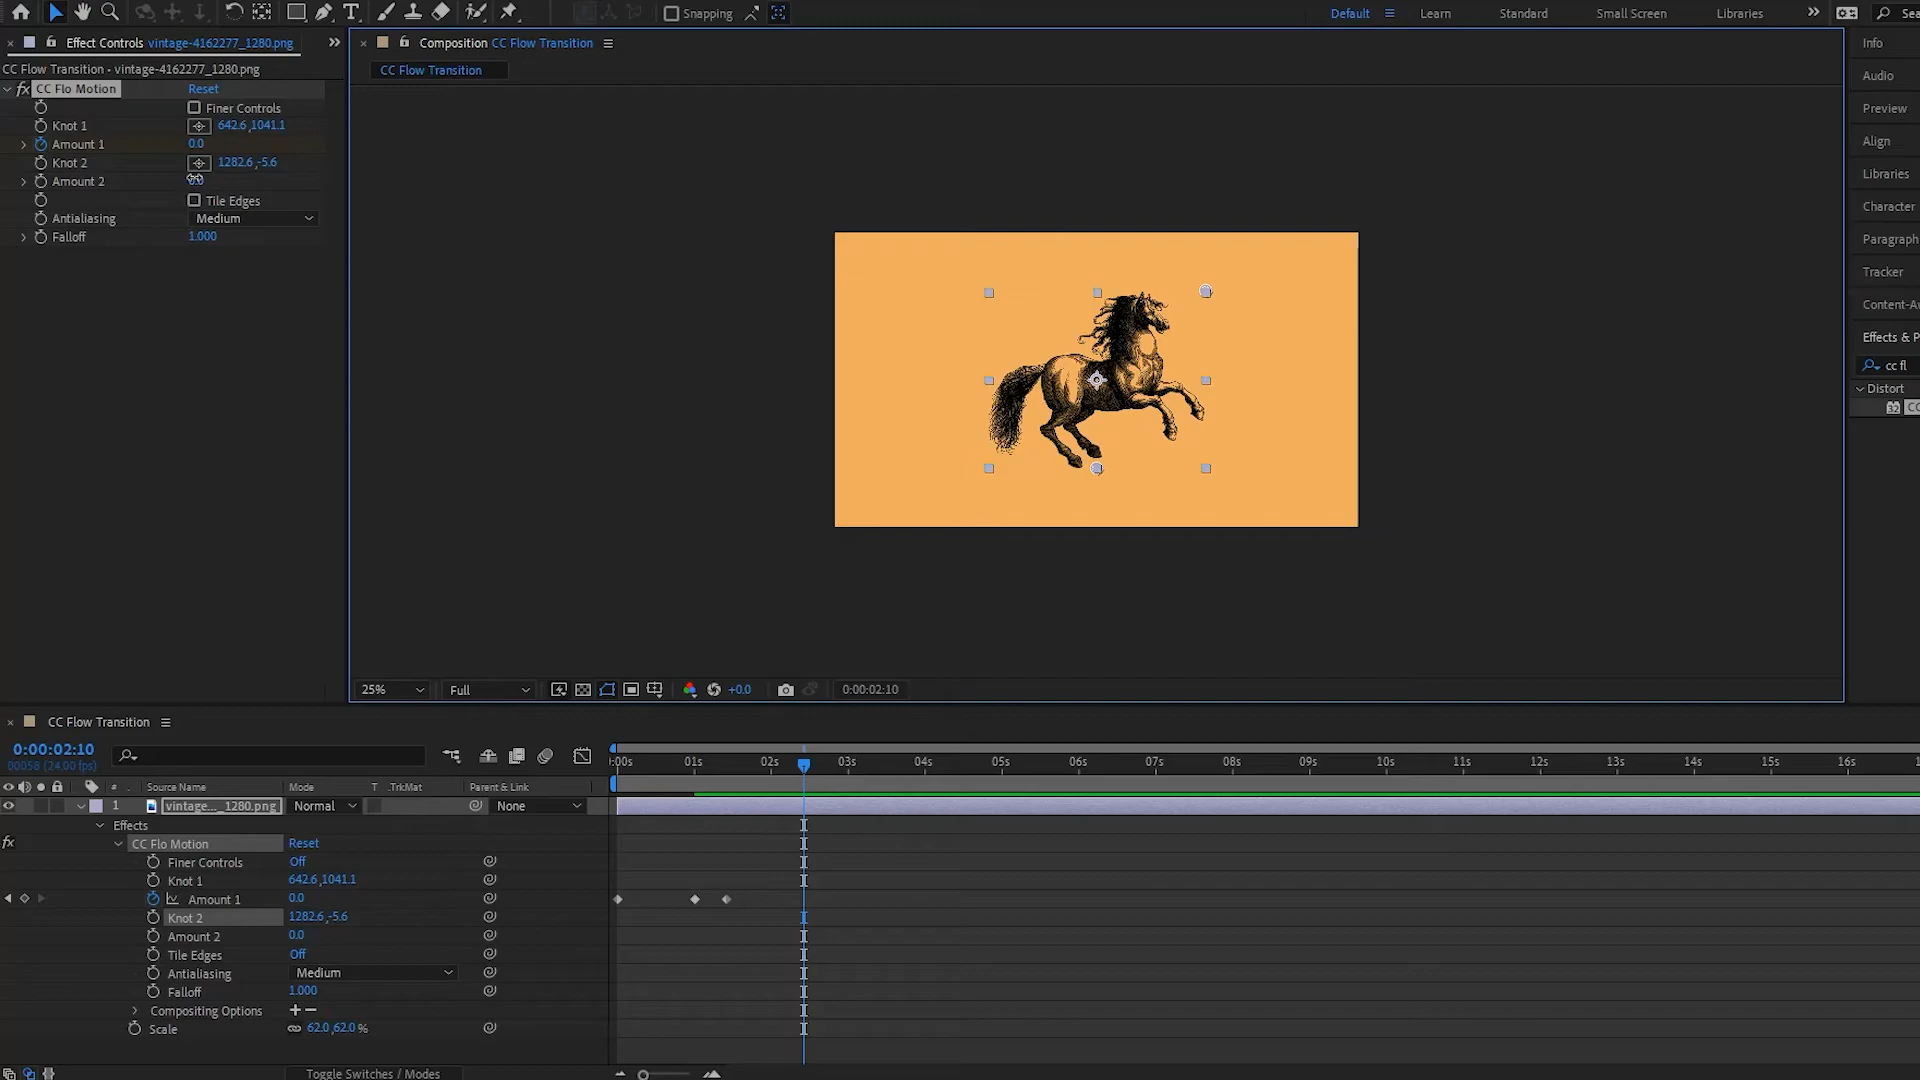 Snapping
Default
Learn
Standard
Small Screen
Libraries
Effect Controls vintage-4162277_1280.png
CC Flow Transition • vintage-4162277_1280.png
fx CC Flo Motion Reset
Finer Controls
Knot 1 642.6,1041.1
Amount 1 0.0
Knot 2 1282.6,-5.6
Amount 2
Tile Edges
Antialiasing Medium
Falloff 1.000
Composition CC Flow Transition
CC Flow Transition
25% Full +0.0 0:00:02:10
Info
Audio
Preview
Align
Libraries
Character
Paragraph
Tracker
Content-A
Effects & P
cc fl
Distort
32 CC
CC Flow Transition
0:00:02:10
00058 (24.00 fps)
# Source Name Mode T .TrkMat Parent & Link
:00s 01s 02s 03s 04s 05s 06s 07s 08s 09s 10s 11s 12s 13s 14s 15s 16s
1 vintage..._1280.png Normal None
Effects
fx CC Flo Motion Reset
Finer Controls Off
Knot 1 642.6,1041.1
Amount 1 0.0
Knot 2 1282.6,-5.6
Amount 2 0.0
Tile Edges Off
Antialiasing Medium
Falloff 1.000
Compositing Options + –
Scale 62.0,62.0 %
Toggle Switches / Modes